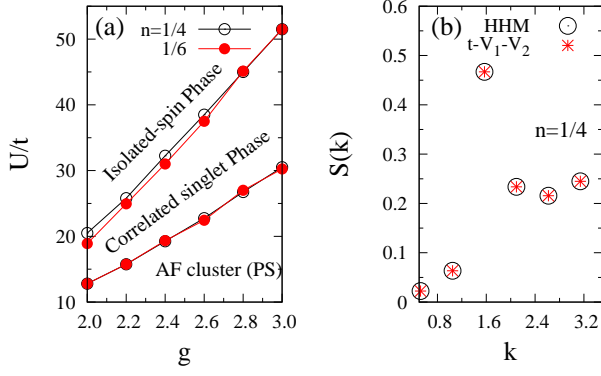 (a)
n=1/4
1/6
50
40
30
20
10
U/t
Isolated-spin Phase
Correlated singlet Phase
AF cluster (PS)
2.0 2.2 2.4 2.6 2.8 3.0
g
(b)
HHM
t-V₁-V₂
n=1/4
0.6
0.5
0.4
0.3
0.2
0.1
0
S(k)
0.8 1.6 2.4 3.2
k